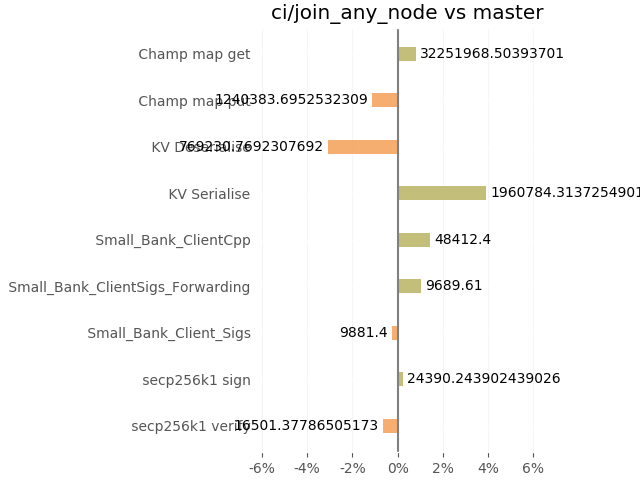 ci/join_any_node vs master
Champ map get 32251968.50393701
Champ map put 1240383.6952532309
KV Deserialise 769230.7692307692
KV Serialise 1960784.3137254901
Small_Bank_ClientCpp 48412.4
Small_Bank_ClientSigs_Forwarding 9689.61
Small_Bank_Client_Sigs 9881.4
secp256k1 sign 24390.243902439026
secp256k1 verify 16501.37786505173
-6% -4% -2% 0% 2% 4% 6%